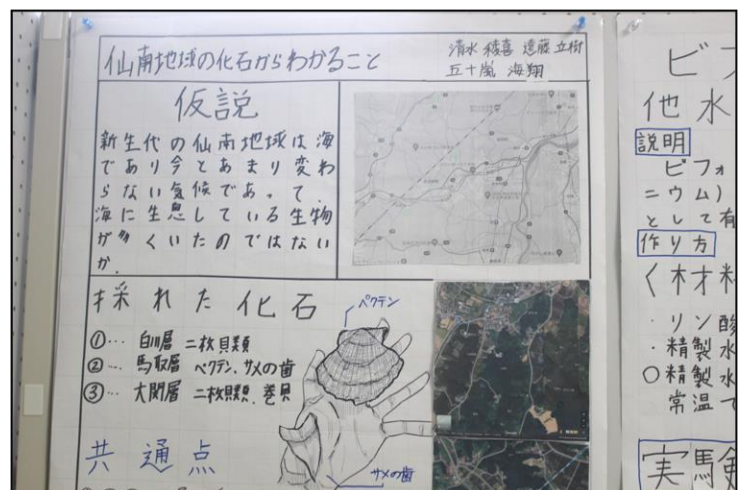 仙南地域の化石からわかること
清水 稜喜 遠藤 立樹
五十嵐 海翔
仮説
新生代の仙南地域は海
であり今とあまり変わ
らない気候であって、
海に生息している生物
が くいたのではない
か。
採れた化石
ペクテン
①… 白川層 二枚貝類
②… 馬取層 ペクテン、サメの歯
③… 大関層 二枚貝類、巻貝
サメの歯
共通点
ビフ
他 水
説明
ビフォ
ニウム)
として有
作り方
〈材料
・リン酸
・精製水
○精製水
常温で
実験